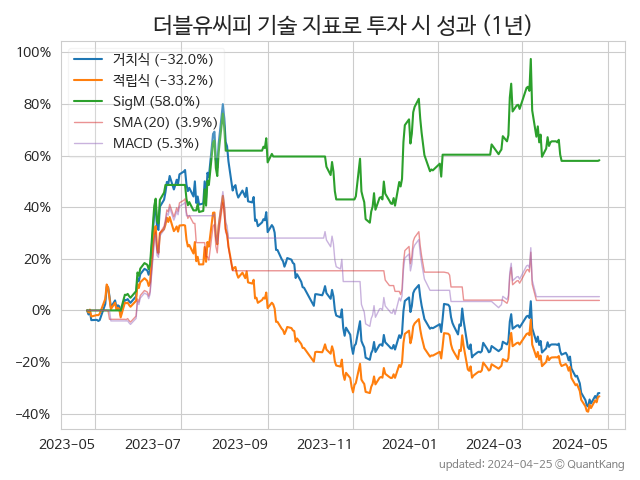 더블유씨피 기술 지표로 투자 시 성과 (1년)
100%
80%
60%
40%
20%
0%
−20%
−40%
거치식 (−32.0%)
적립식 (−33.2%)
SigM (58.0%)
SMA(20) (3.9%)
MACD (5.3%)
2023-05
2023-07
2023-09
2023-11
2024-01
2024-03
2024-05
updated: 2024-04-25 © QuantKang